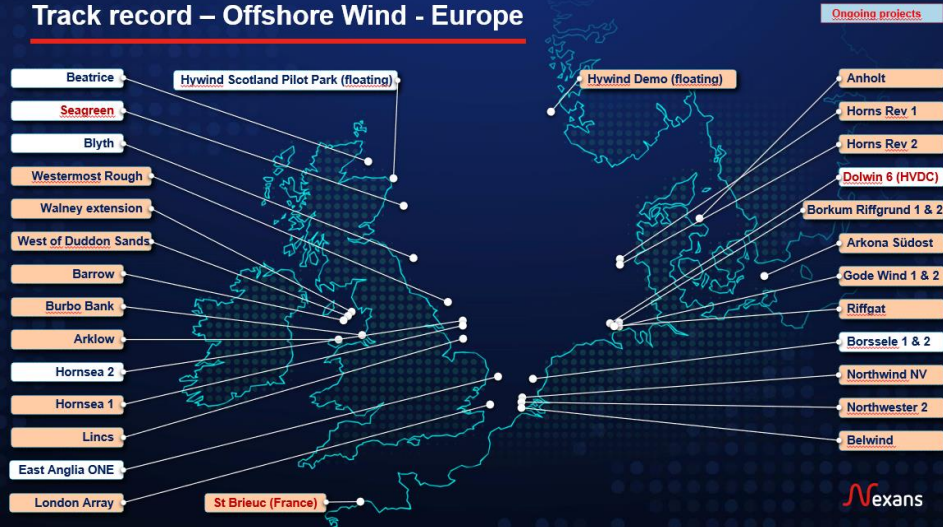 Track record – Offshore Wind - Europe
Ongoing projects
Beatrice
Seagreen
Blyth
Westermost Rough
Walney extension
West of Duddon Sands
Barrow
Burbo Bank
Arklow
Hornsea 2
Hornsea 1
Lincs
East Anglia ONE
London Array
Hywind Scotland Pilot Park (floating)
St Brieuc (France)
Hywind Demo (floating)
Anholt
Horns Rev 1
Horns Rev 2
Dolwin 6 (HVDC)
Borkum Riffgrund 1 & 2
Arkona Südost
Gode Wind 1 & 2
Riffgat
Borssele 1 & 2
Northwind NV
Northwester 2
Belwind
Nexans